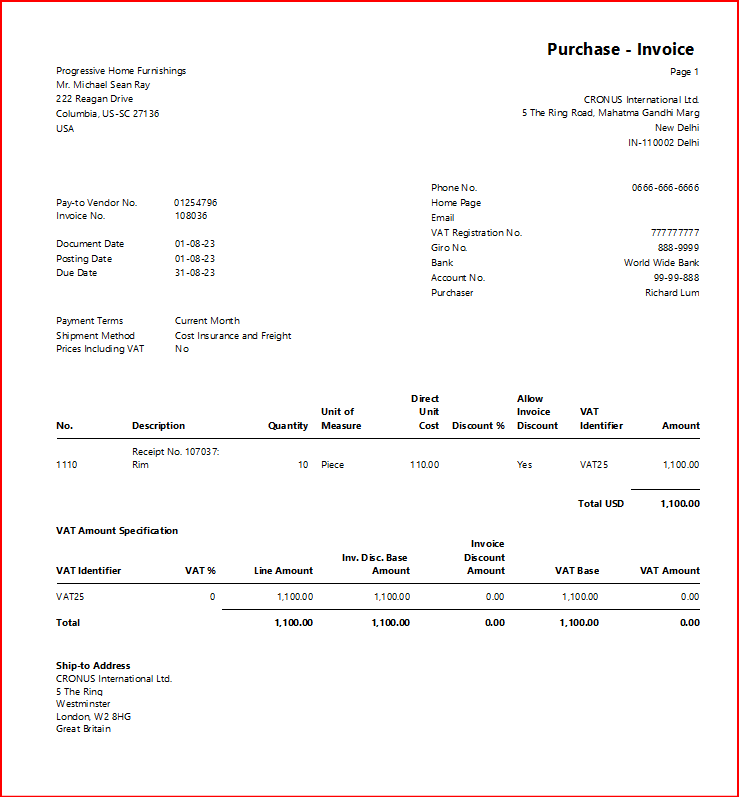 Purchase - Invoice
Page 1
Progressive Home Furnishings
Mr. Michael Sean Ray
222 Reagan Drive
Columbia, US-SC 27136
USA
CRONUS International Ltd.
5 The Ring Road, Mahatma Gandhi Marg
New Delhi
IN-110002 Delhi
Pay-to Vendor No. 01254796
Invoice No. 108036
Document Date 01-08-23
Posting Date 01-08-23
Due Date 31-08-23
Phone No. 0666-666-6666
Home Page
Email
VAT Registration No. 777777777
Giro No. 888-9999
Bank World Wide Bank
Account No. 99-99-888
Purchaser Richard Lum
Payment Terms Current Month
Shipment Method Cost Insurance and Freight
Prices Including VAT No
Direct Allow
Unit of Unit Invoice VAT
No. Description Quantity Measure Cost Discount % Discount Identifier Amount
Receipt No. 107037:
1110 Rim 10 Piece 110.00 Yes VAT25 1,100.00
Total USD 1,100.00
VAT Amount Specification
Invoice
Inv. Disc. Base Discount
VAT Identifier VAT % Line Amount Amount Amount VAT Base VAT Amount
VAT25 0 1,100.00 1,100.00 0.00 1,100.00 0.00
Total 1,100.00 1,100.00 0.00 1,100.00 0.00
Ship-to Address
CRONUS International Ltd.
5 The Ring
Westminster
London, W2 8HG
Great Britain